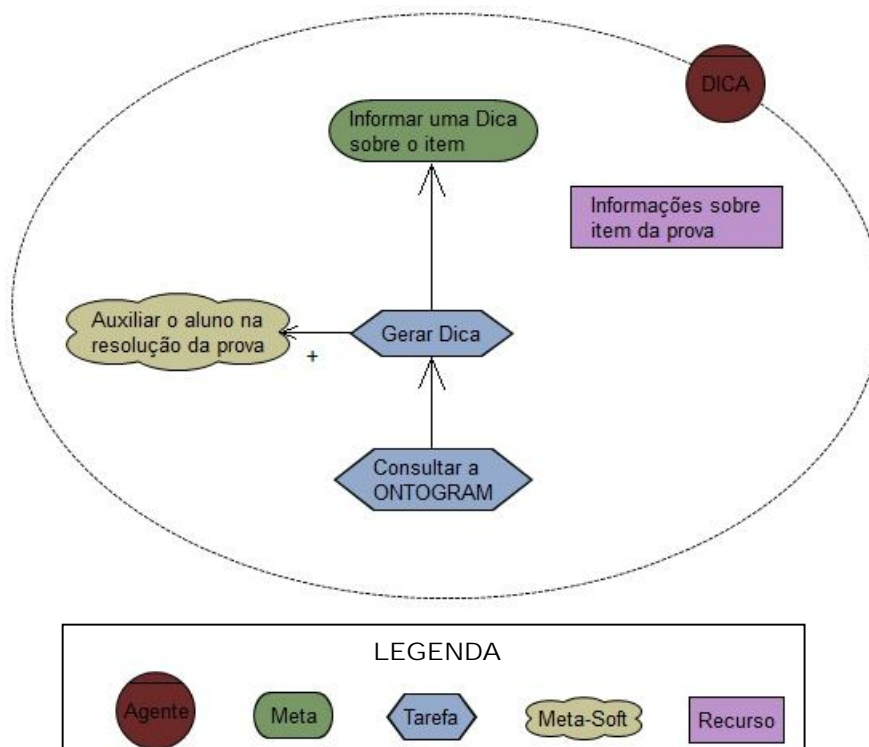 DICA
Informar uma Dica
sobre o item
Informações sobre
item da prova
Auxiliar o aluno na
resolução da prova
+
Gerar Dica
Consultar a
ONTOGRAM
LEGENDA
Agente
Meta
Tarefa
Meta-Soft
Recurso